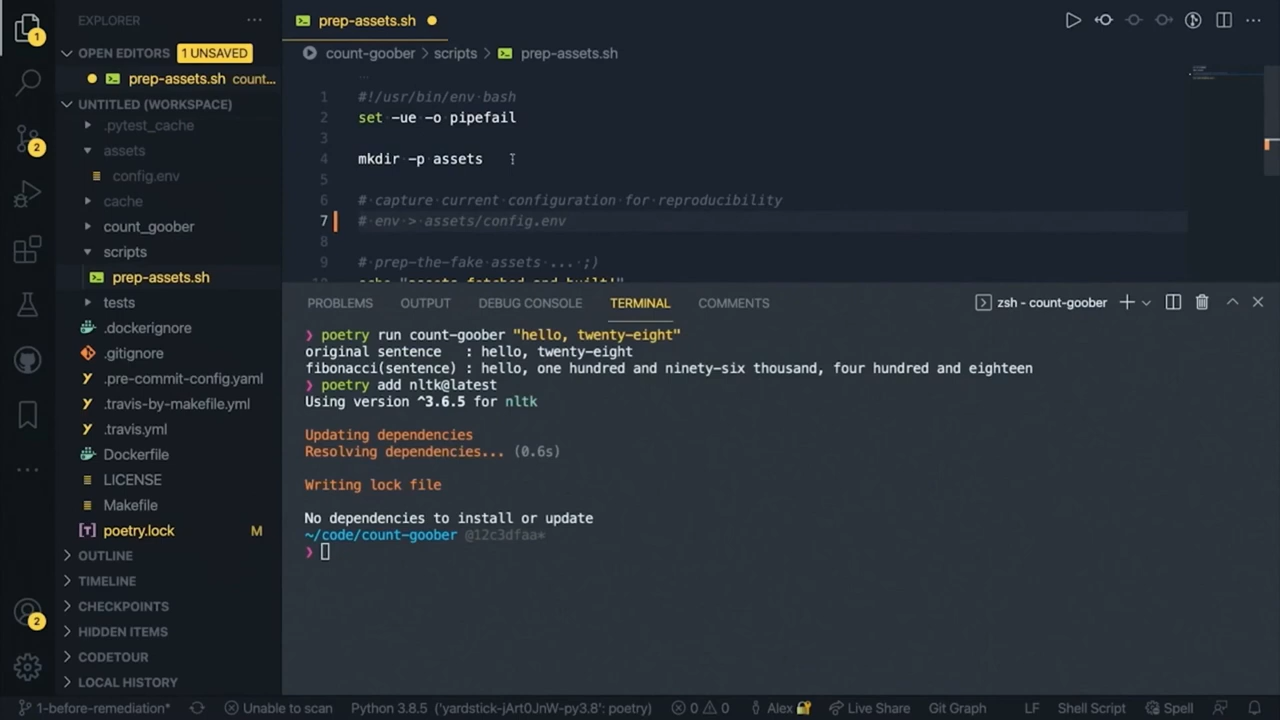 EXPLORER
OPEN EDITORS 1 UNSAVED
prep-assets.sh count...
UNTITLED (WORKSPACE)
.pytest_cache
assets
config.env
cache
count_goober
scripts
prep-assets.sh
tests
.dockerignore
.gitignore
.pre-commit-config.yaml
.travis-by-makefile.yml
.travis.yml
Dockerfile
LICENSE
Makefile
poetry.lock M
OUTLINE
TIMELINE
CHECKPOINTS
HIDDEN ITEMS
CODETOUR
LOCAL HISTORY
1
2
2
prep-assets.sh
count-goober > scripts > prep-assets.sh
1 #!/usr/bin/env bash
2 set -ue -o pipefail
3
4 mkdir -p assets
5
6 # capture current configuration for reproducibility
7 # env > assets/config.env
8
9 # prep-the-fake assets ... ;)
10 echo "assets fetched and built!"
PROBLEMS OUTPUT DEBUG CONSOLE TERMINAL COMMENTS zsh - count-goober
❯ poetry run count-goober "hello, twenty-eight"
original sentence : hello, twenty-eight
fibonacci(sentence) : hello, one hundred and ninety-six thousand, four hundred and eighteen
❯ poetry add nltk@latest
Using version ^3.6.5 for nltk
Updating dependencies
Resolving dependencies... (0.6s)
Writing lock file
No dependencies to install or update
~/code/count-goober @12c3dfaa*
❯
1-before-remediation* Unable to scan Python 3.8.5 ('yardstick-jArt0JnW-py3.8': poetry) 0 0 Alex Live Share Git Graph LF Shell Script Spell